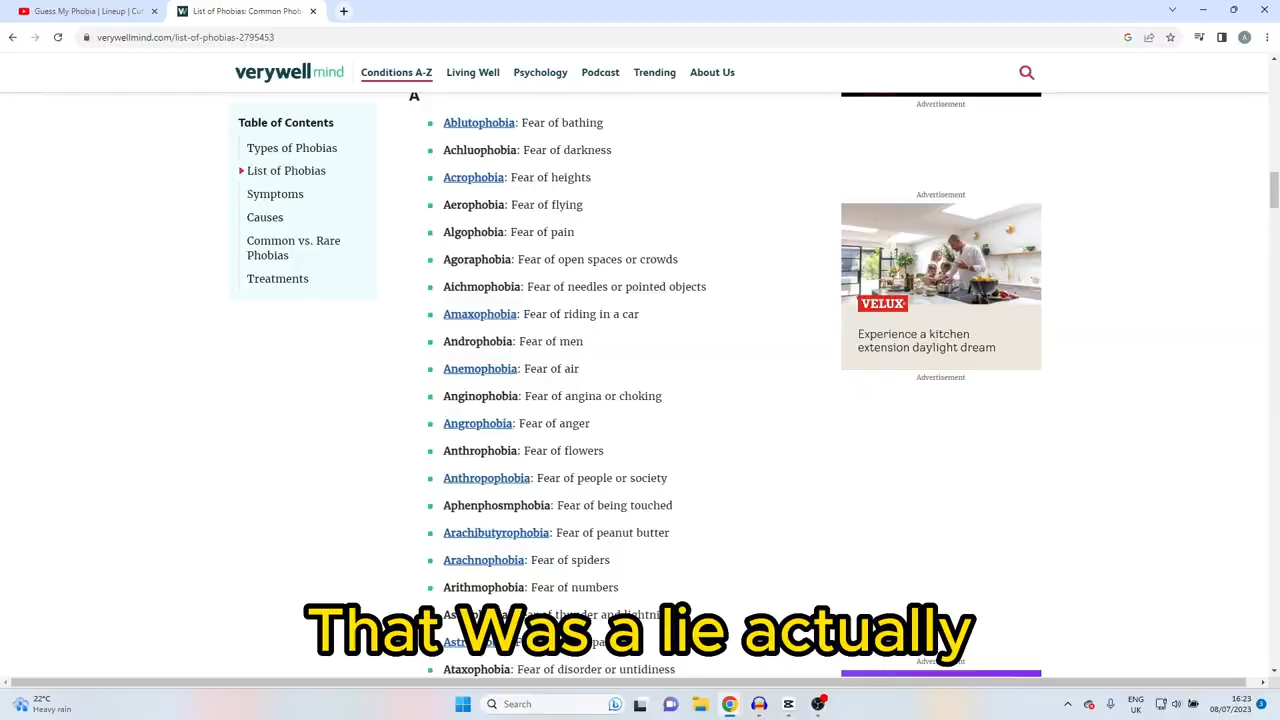 Guess My Phobia | Lineup | Cur
List of Phobias: Common Phobi
verywellmind.com/list-of-phobias-2795453
A
verywell mind
Conditions A-Z
Living Well
Psychology
Podcast
Trending
About Us
A
Table of Contents
Types of Phobias
List of Phobias
Symptoms
Causes
Common vs. Rare
Phobias
Treatments
Ablutophobia: Fear of bathing
Achluophobia: Fear of darkness
Acrophobia: Fear of heights
Aerophobia: Fear of flying
Algophobia: Fear of pain
Agoraphobia: Fear of open spaces or crowds
Aichmophobia: Fear of needles or pointed objects
Amaxophobia: Fear of riding in a car
Androphobia: Fear of men
Anemophobia: Fear of air
Anginophobia: Fear of angina or choking
Angrophobia: Fear of anger
Anthrophobia: Fear of flowers
Anthropophobia: Fear of people or society
Aphenphosmphobia: Fear of being touched
Arachibutyrophobia: Fear of peanut butter
Arachnophobia: Fear of spiders
Arithmophobia: Fear of numbers
That Was a lie actually
Ataxophobia: Fear of disorder or untidiness
Advertisement
Advertisement
VELUX
Experience a kitchen
extension daylight dream
Advertisement
22°C
Heavy rain
Search
ENG
UK
16:23
08/07/2023